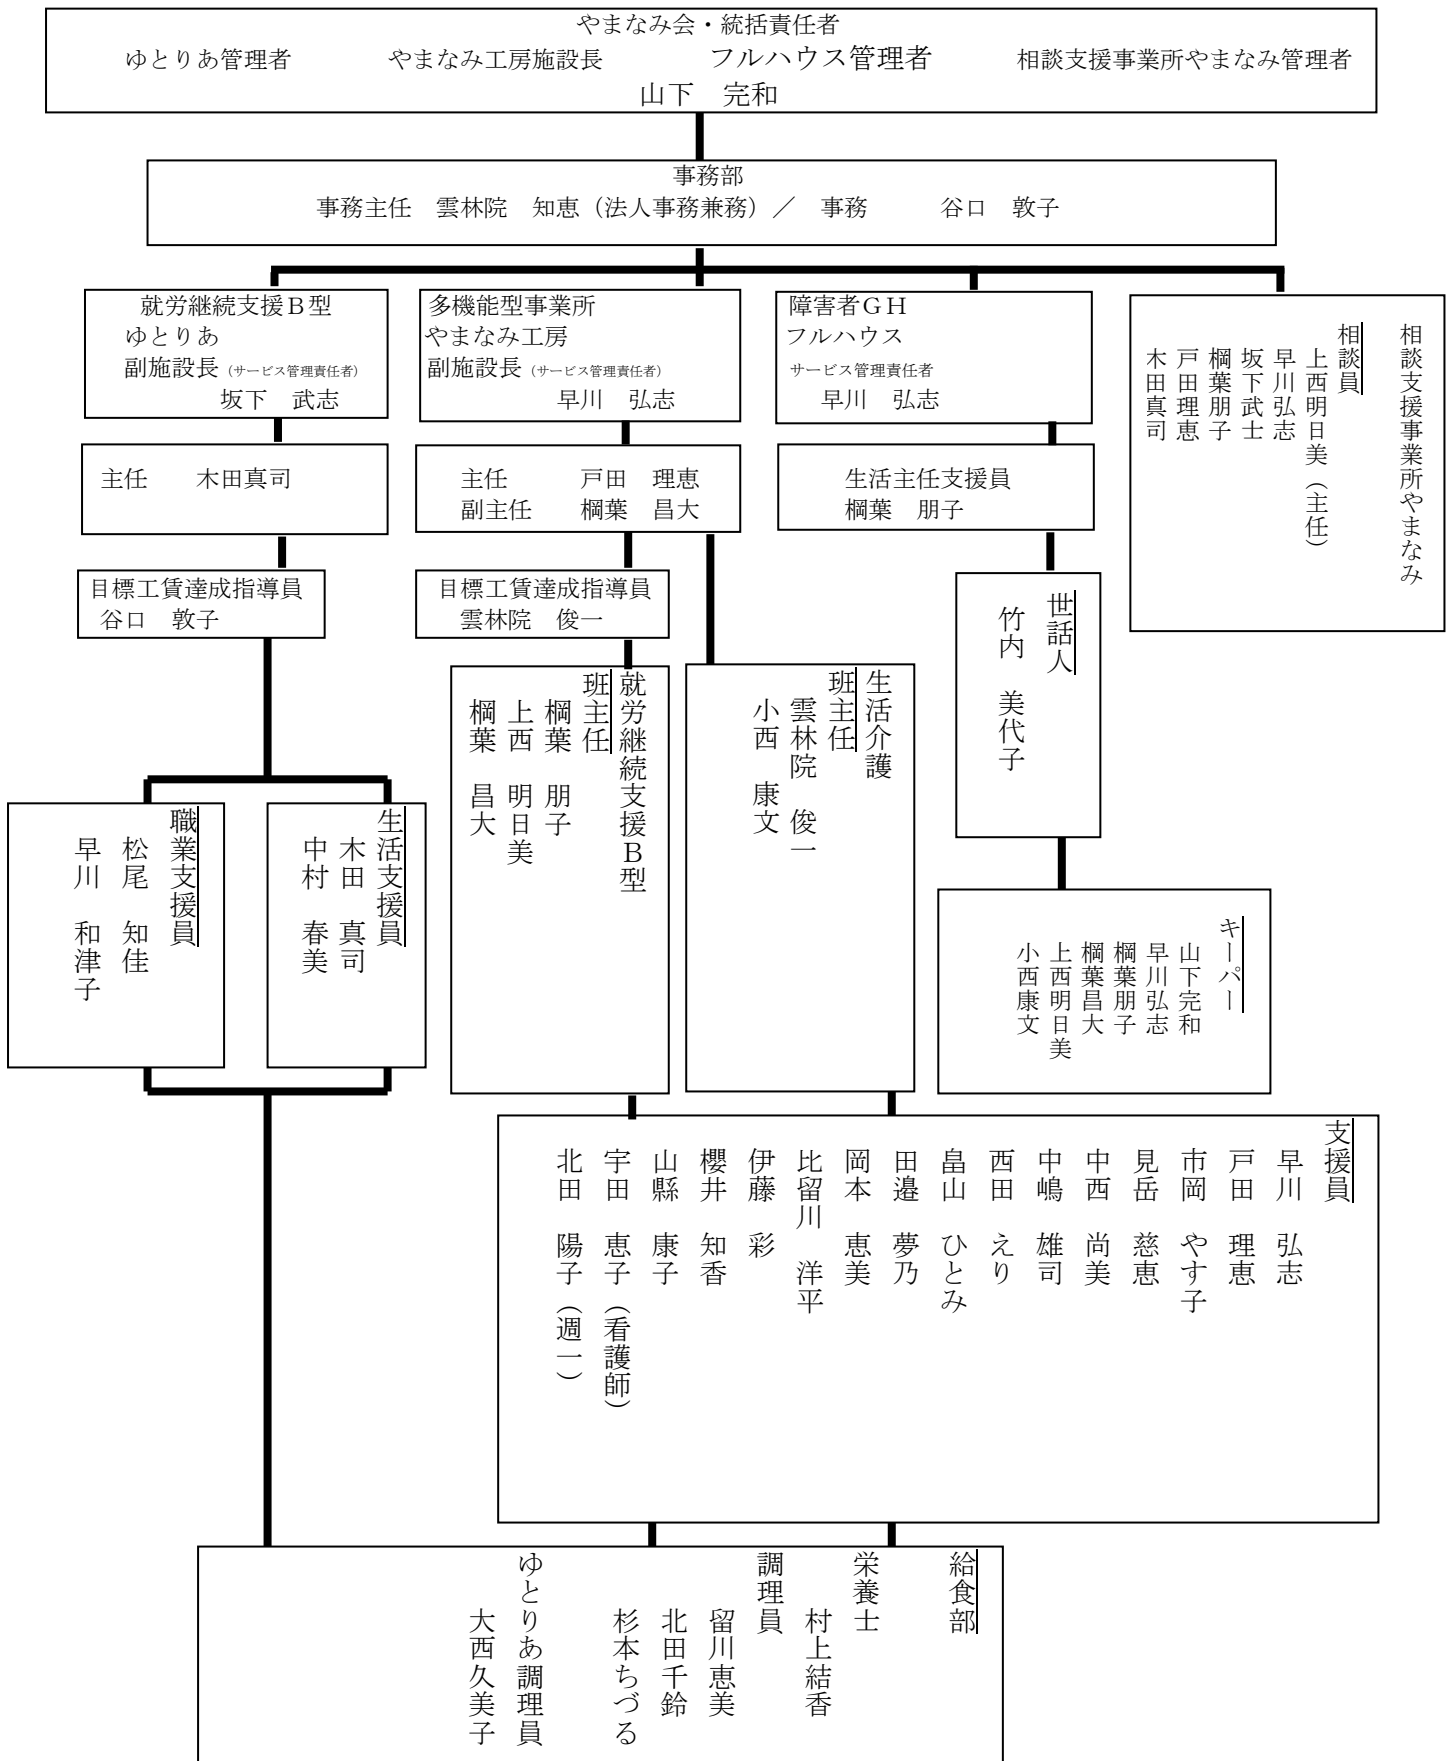 やまなみ会・統括責任者
ゆとりあ管理者　やまなみ工房施設長　フルハウス管理者　相談支援事業所やまなみ管理者
山下　完和
事務部
事務主任　雲林院　知恵（法人事務兼務）／　事務　谷口　敦子
就労継続支援Ｂ型
ゆとりあ
副施設長（サービス管理責任者）
坂下　武志
多機能型事業所
やまなみ工房
副施設長（サービス管理責任者）
早川　弘志
障害者ＧＨ
フルハウス
サービス管理責任者
早川　弘志
相談支援事業所やまなみ
相談員
上西明日美（主任）
早川弘志
坂下武士
棡葉朋子
戸田理恵
木田真司
主任　木田真司
主任　戸田　理恵
副主任　棡葉　昌大
生活主任支援員
棡葉　朋子
目標工賃達成指導員
谷口　敦子
目標工賃達成指導員
雲林院　俊一
世話人
竹内　美代子
就労継続支援Ｂ型
班主任
棡葉　朋子
上西　明日美
棡葉　昌大
生活介護
班主任
雲林院　俊一
小西　康文
生活支援員
木田　真司
中村　春美
職業支援員
松尾　知佳
早川　和津子
キーパー
山下完和
早川弘志
棡葉朋子
棡葉昌大
上西明日美
小西康文
支援員
早川　弘志
戸田　理恵
市岡　やす子
見岳　慈恵
中西　尚美
中嶋　雄司
西田　えり
畠山　ひとみ
田邉　夢乃
岡本　恵美
比留川　洋平
伊藤　彩
櫻井　知香
山縣　康子
宇田　恵子（看護師）
北田　陽子（週一）
給食部
栄養士
村上結香
調理員
留川恵美
北田千鈴
杉本ちづる
ゆとりあ調理員
大西久美子